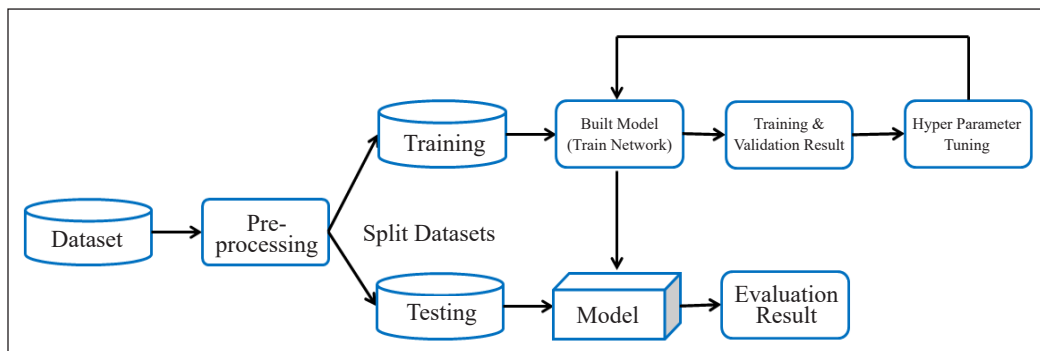 Training
Built Model
(Train Network)
Training &
Validation Result
Hyper Parameter
Tuning
Dataset
Pre-
processing
Split Datasets
Testing
Model
Evaluation
Result